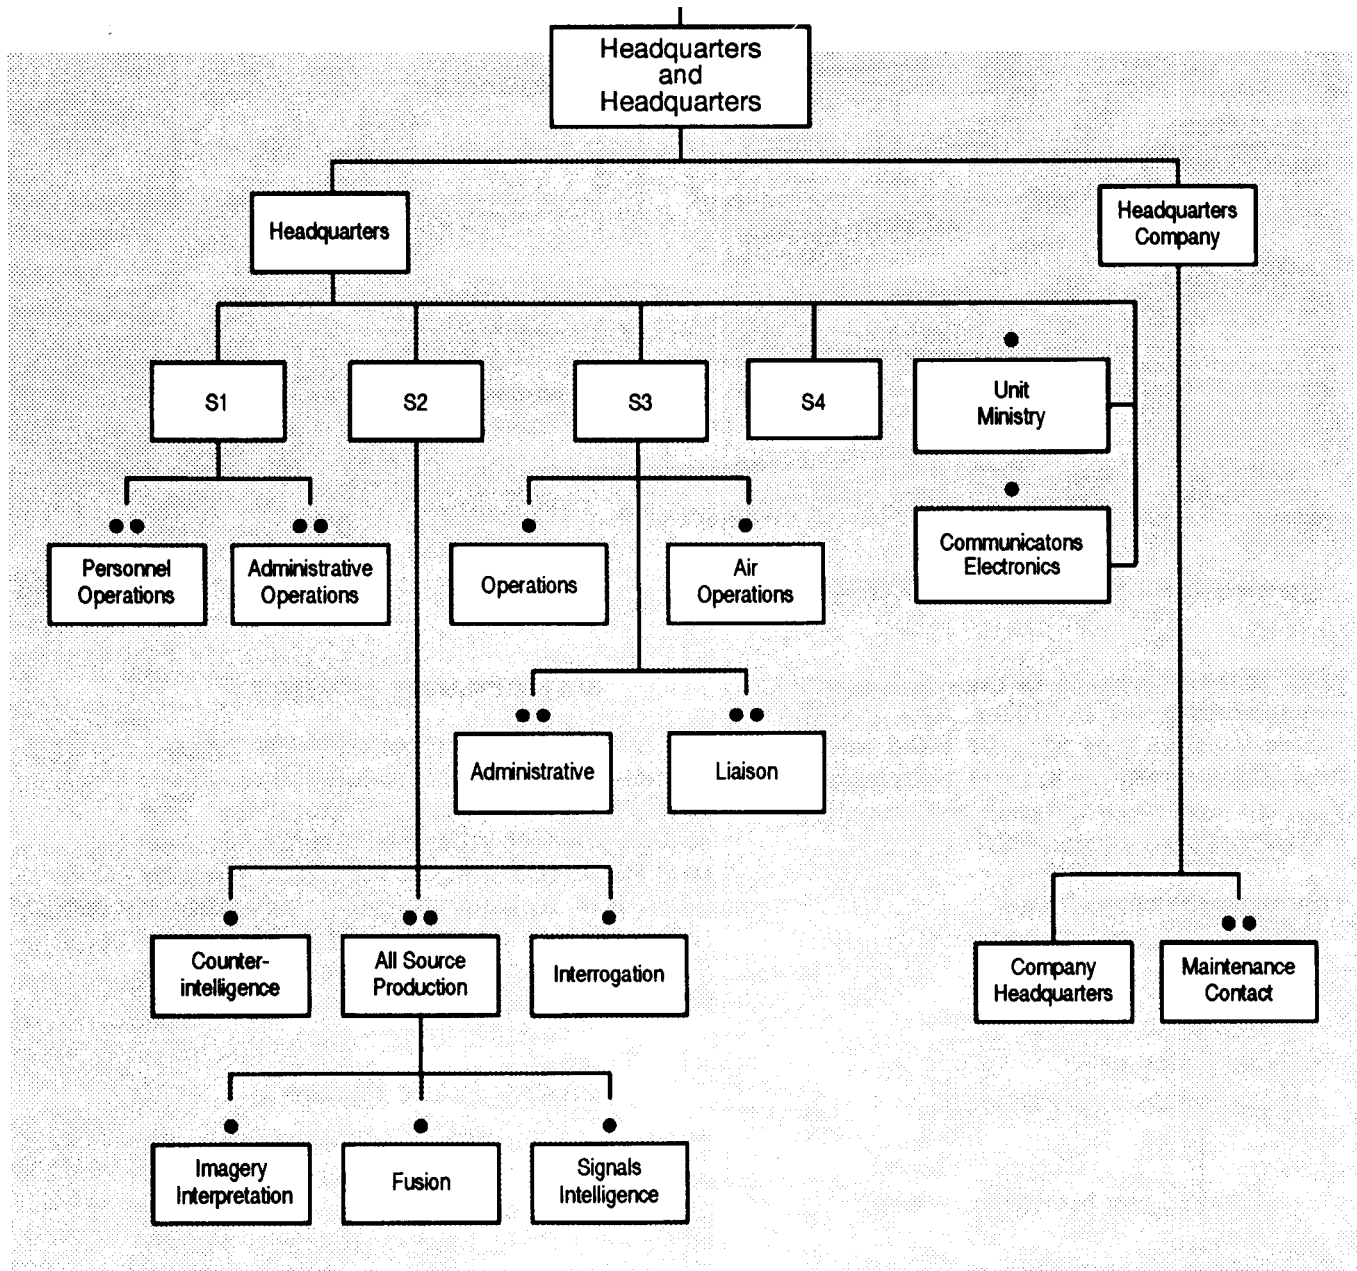 Headquarters
and
Headquarters
Headquarters
Headquarters
Company
S1
S2
S3
S4
Unit
Ministry
Communicatons
Electronics
Personnel
Operations
Administrative
Operations
Operations
Air
Operations
Administrative
Liaison
Counter-
intelligence
All Source
Production
Interrogation
Company
Headquarters
Maintenance
Contact
Imagery
Interpretation
Fusion
Signals
Intelligence